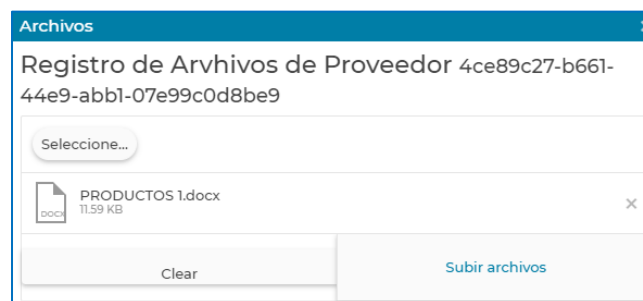 Archivos
Registro de Arvhivos de Proveedor 4ce89c27-b661-
44e9-abb1-07e99c0d8be9
Seleccione...
PRODUCTOS 1.docx
DOCX
11.59 KB
Clear
Subir archivos